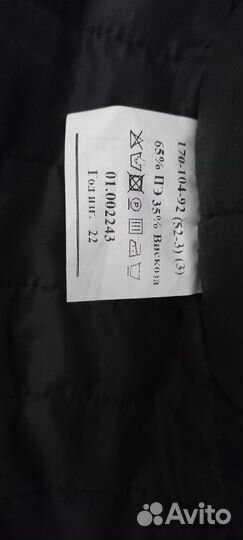 170-104-92 (52-3) (3)
65% ПЭ 35% Вискоза
01.002243
Год изг. 22
Avito